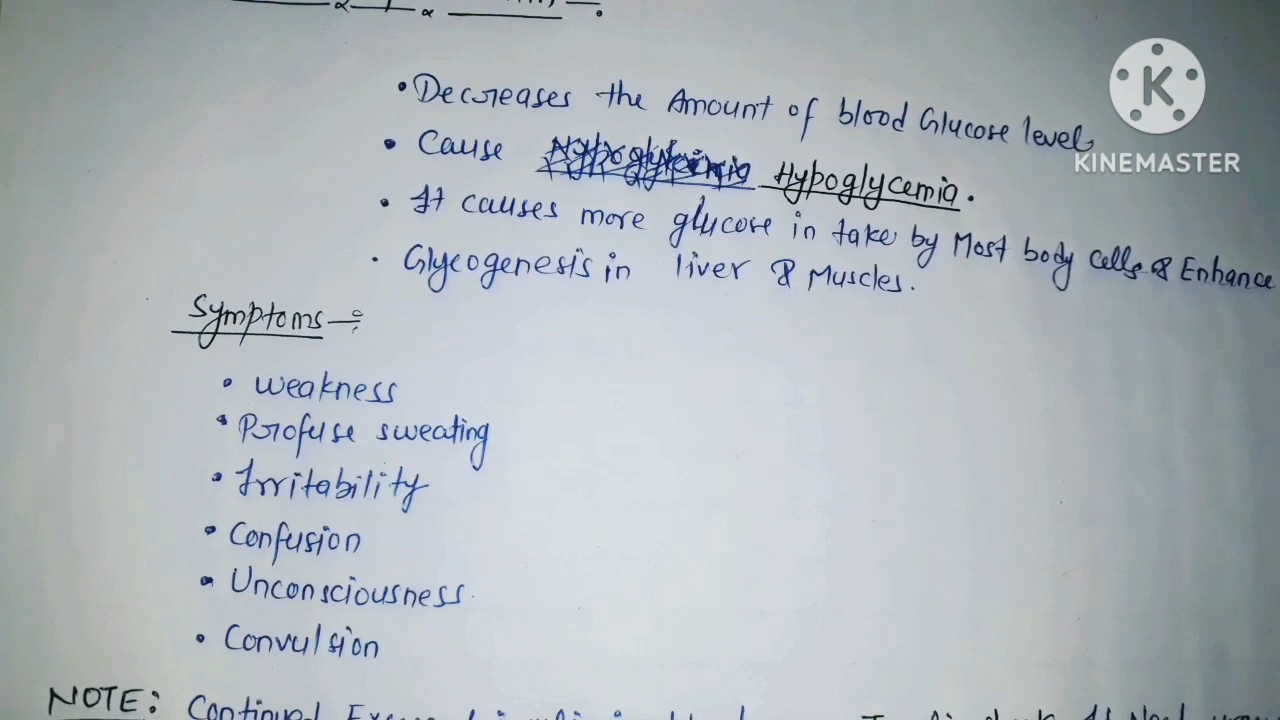 • Decreases the Amount of blood Glucose level
• Cause Hypoglycemia.
• It causes more glucose in take by Most body cells & Enhance
• Glycogenesis in liver & Muscles.
Symptoms
• weakness
• Profuse sweating
• Irritability
• Confusion
• Unconsciousness.
• Convulsion
NOTE: Continued
K
KINEMASTER